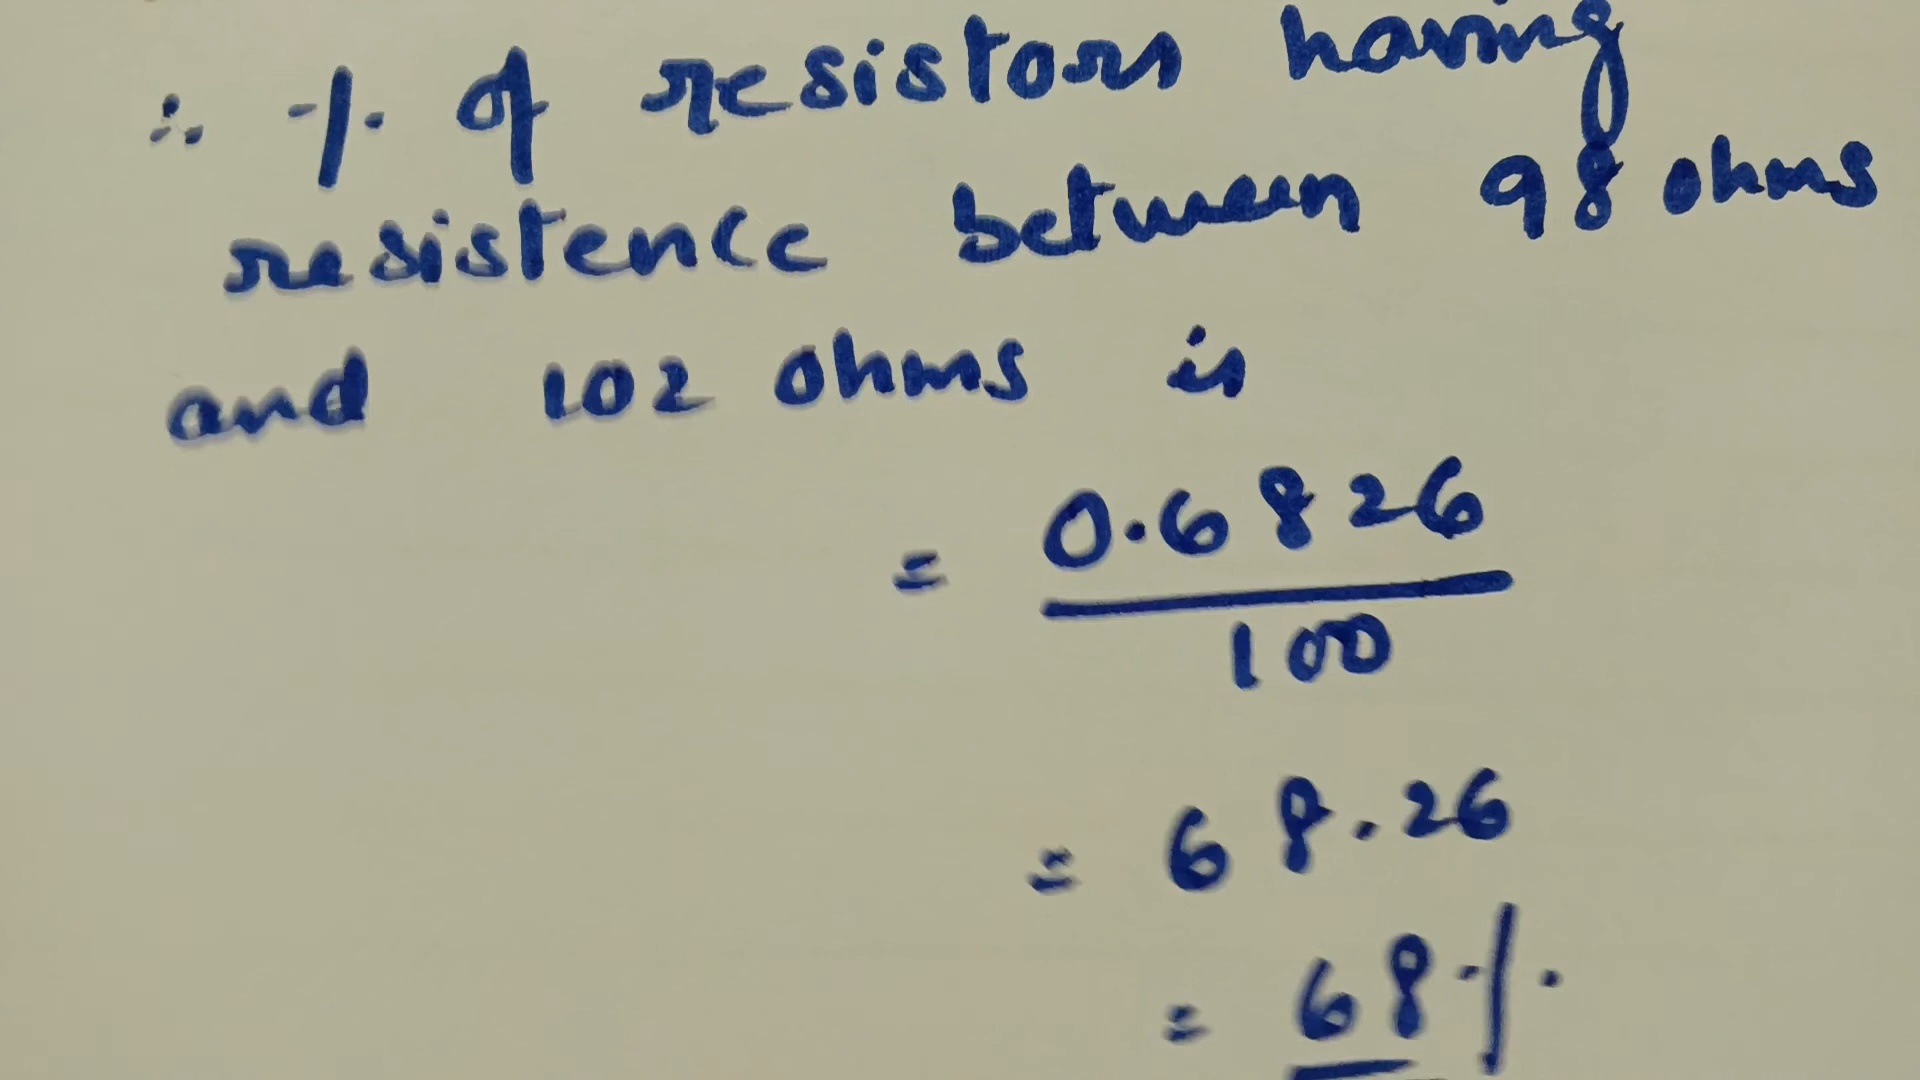 ∴ % of resistors having
resistence between 98 ohms
and 102 ohms is
= 0.6826
100
= 68.26
= 68%